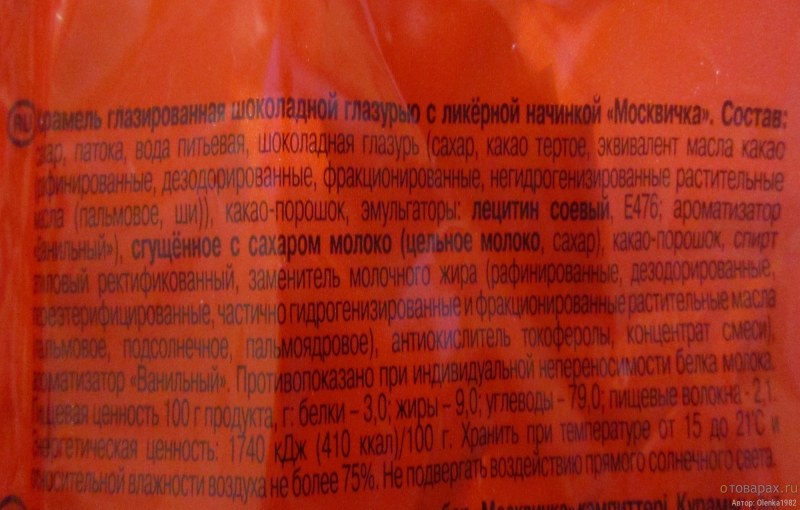 RU
Карамель глазированная шоколадной глазурью с ликёрной начинкой «Москвичка». Состав:
сахар, патока, вода питьевая, шоколадная глазурь (сахар, какао тертое, эквивалент масла какао
рафинированные, дезодорированные, фракционированные, негидрогенизированные растительные
масла (пальмовое, ши)), какао-порошок, эмульгаторы: лецитин соевый, Е476; ароматизатор
«Ванильный»), сгущённое с сахаром молоко (цельное молоко, сахар), какао-порошок, спирт
этиловый ректификованный, заменитель молочного жира (рафинированные, дезодорированные,
переэтерифицированные, частично гидрогенизированные и фракционированные растительные масла
(пальмовое, подсолнечное, пальмоядровое), антиокислитель токоферолы, концентрат смеси),
ароматизатор «Ванильный». Противопоказано при индивидуальной непереносимости белка молока.
Пищевая ценность 100 г продукта, г: белки – 3,0; жиры – 9,0; углеводы – 79,0; пищевые волокна - 2,1.
Энергетическая ценность: 1740 кДж (410 ккал)/100 г. Хранить при температуре от 15 до 21°С и
относительной влажности воздуха не более 75%. Не подвергать воздействию прямого солнечного света.
отоварах.ru
Автор: Olenka1982